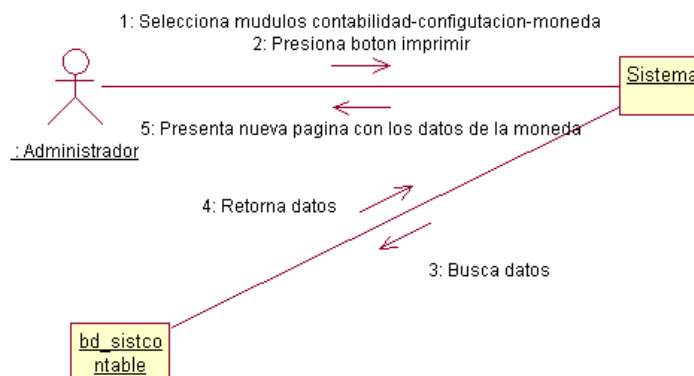 1: Selecciona mudulos contabilidad-configutacion-moneda
2: Presiona boton imprimir
Sistema
5: Presenta nueva pagina con los datos de la moneda
: Administrador
4: Retorna datos
3: Busca datos
bd_sistco
ntable